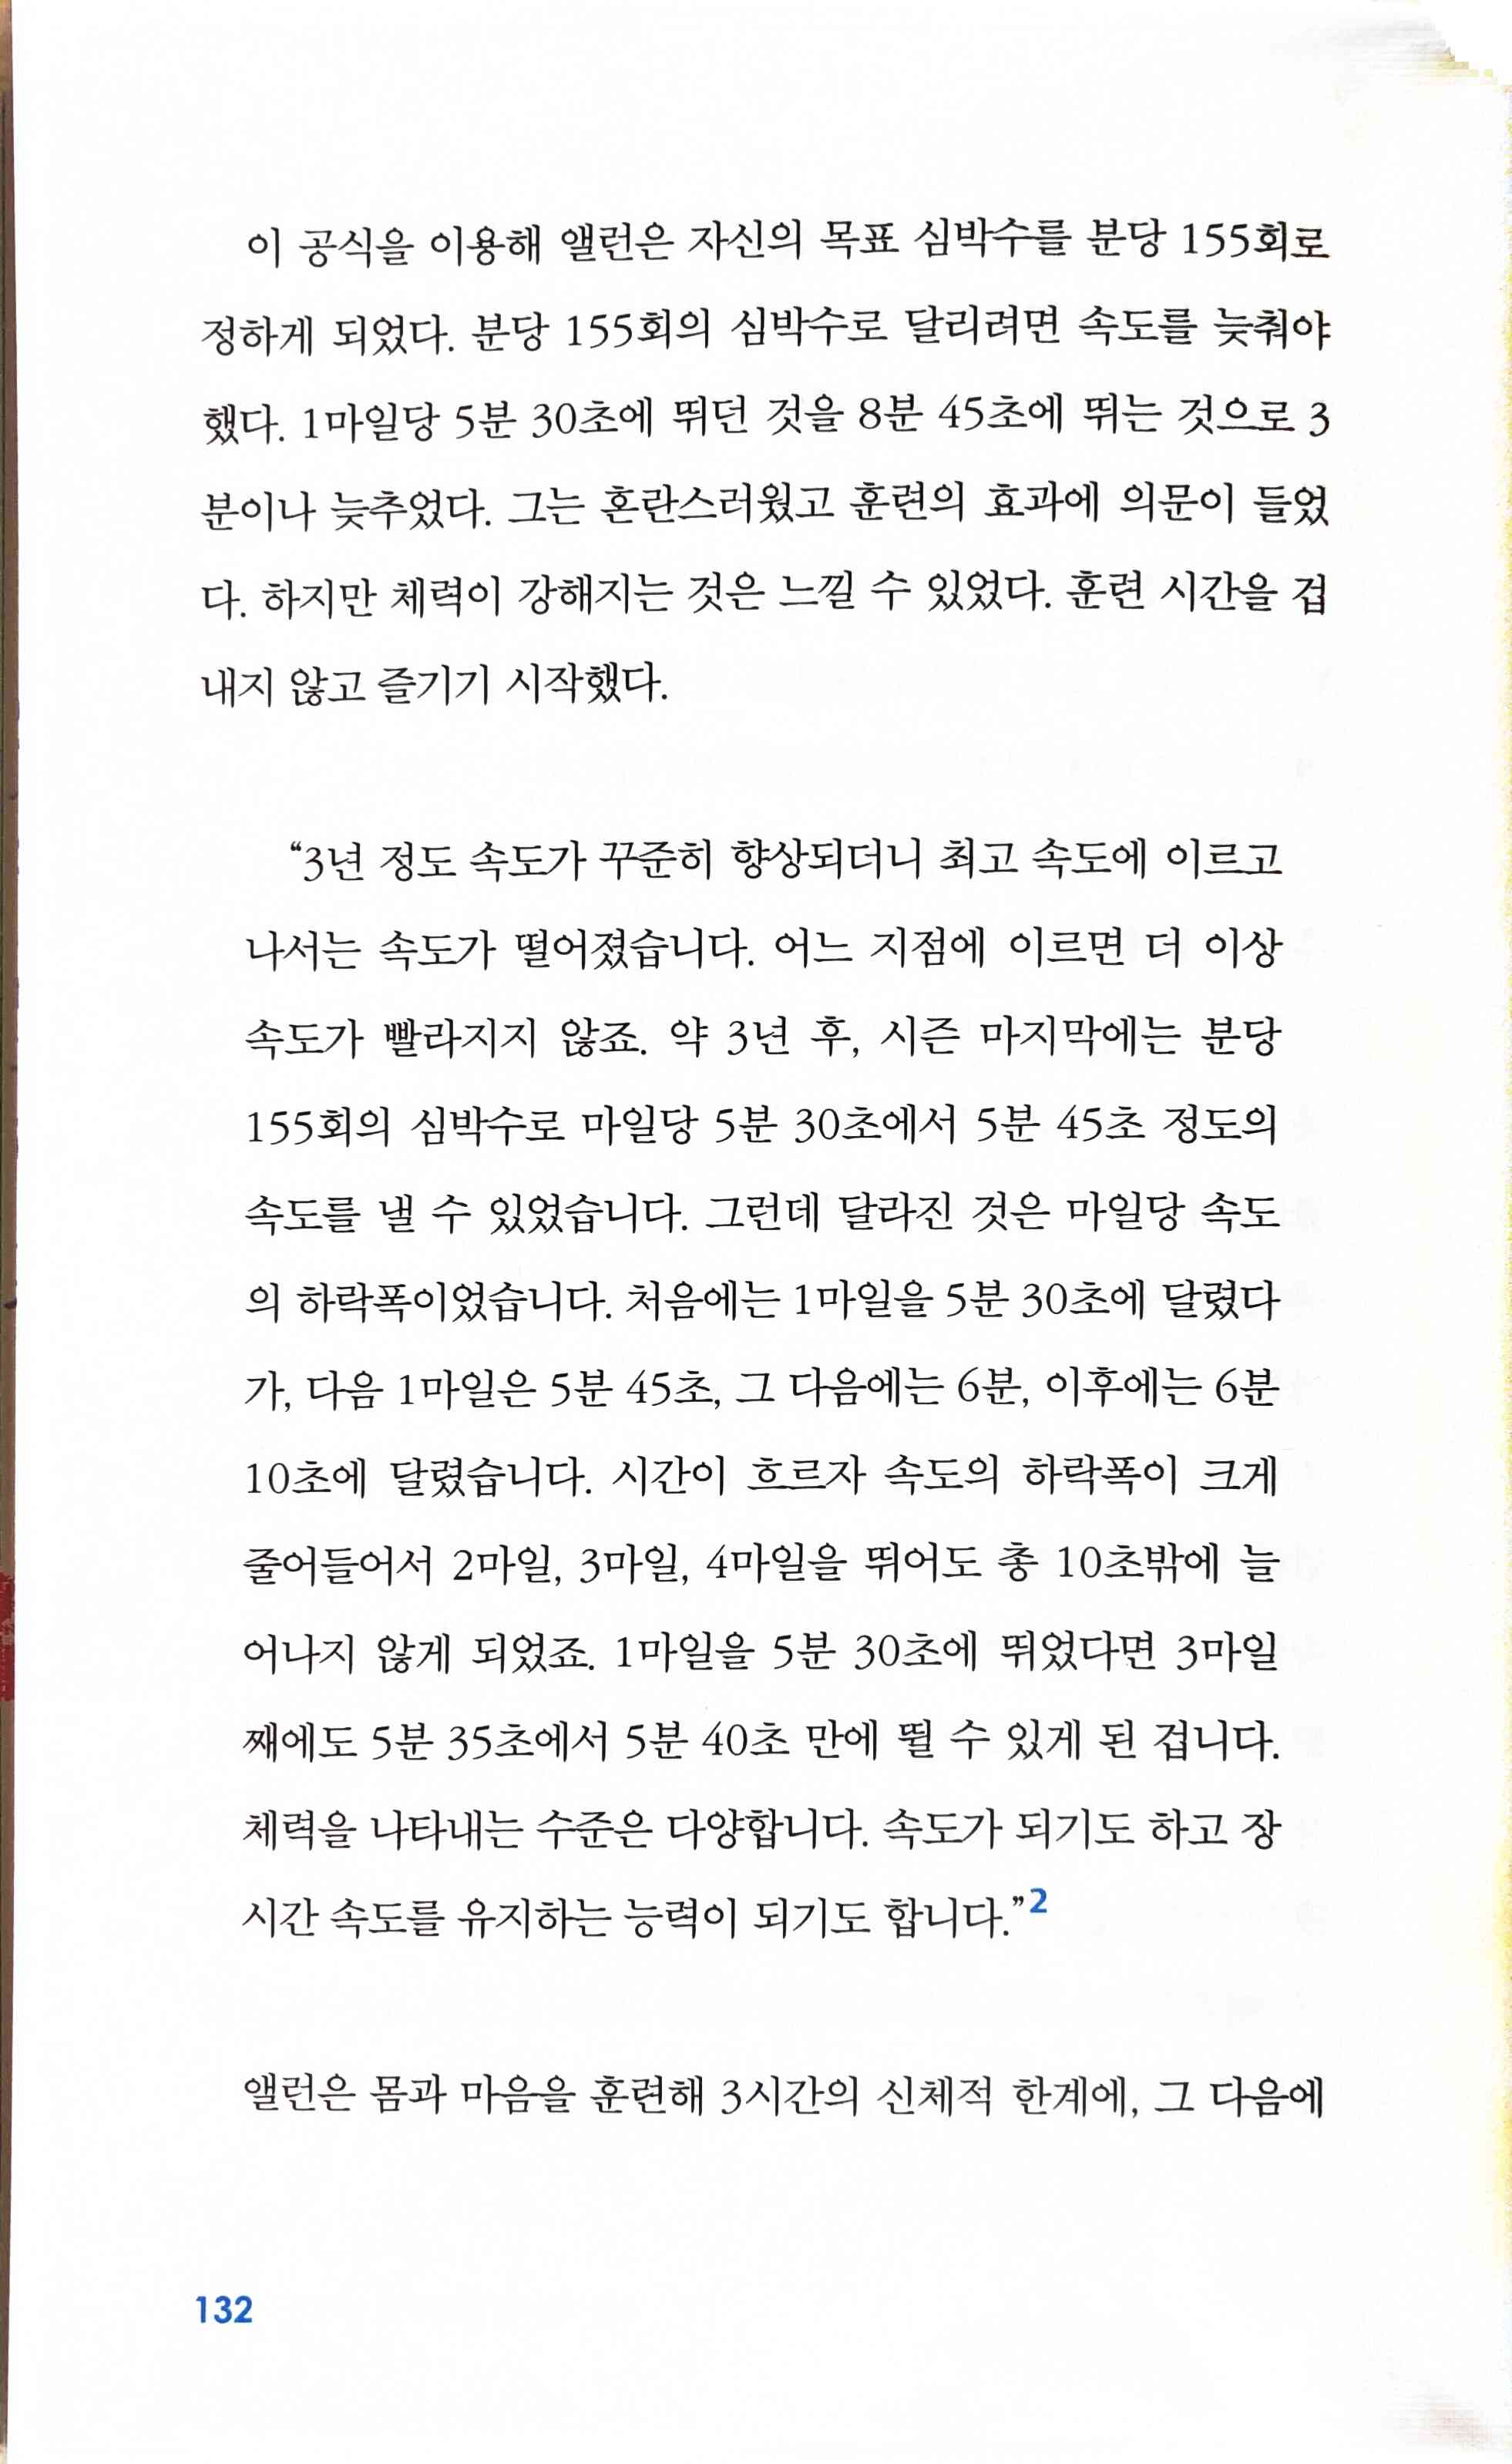 이 공식을 이용해 앨런은 자신의 목표 심박수를 분당 155회로
정하게 되었다. 분당 155회의 심박수로 달리려면 속도를 늦춰야
했다. 1마일당 5분 30초에 뛰던 것을 8분 45초에 뛰는 것으로 3
분이나 늦추었다. 그는 혼란스러웠고 훈련의 효과에 의문이 들었
다. 하지만 체력이 강해지는 것은 느낄 수 있었다. 훈련 시간을 겁
내지 않고 즐기기 시작했다.
“3년 정도 속도가 꾸준히 향상되더니 최고 속도에 이르고
나서는 속도가 떨어졌습니다. 어느 지점에 이르면 더 이상
속도가 빨라지지 않죠. 약 3년 후, 시즌 마지막에는 분당
155회의 심박수로 마일당 5분 30초에서 5분 45초 정도의
속도를 낼 수 있었습니다. 그런데 달라진 것은 마일당 속도
의 하락폭이었습니다. 처음에는 1마일을 5분 30초에 달렸다
가, 다음 1마일은 5분 45초, 그 다음에는 6분, 이후에는 6분
10초에 달렸습니다. 시간이 흐르자 속도의 하락폭이 크게
줄어들어서 2마일, 3마일, 4마일을 뛰어도 총 10초밖에 늘
어나지 않게 되었죠. 1마일을 5분 30초에 뛰었다면 3마일
째에도 5분 35초에서 5분 40초 만에 뛸 수 있게 된 겁니다.
체력을 나타내는 수준은 다양합니다. 속도가 되기도 하고 장
시간 속도를 유지하는 능력이 되기도 합니다.”2
앨런은 몸과 마음을 훈련해 3시간의 신체적 한계에, 그 다음에
132